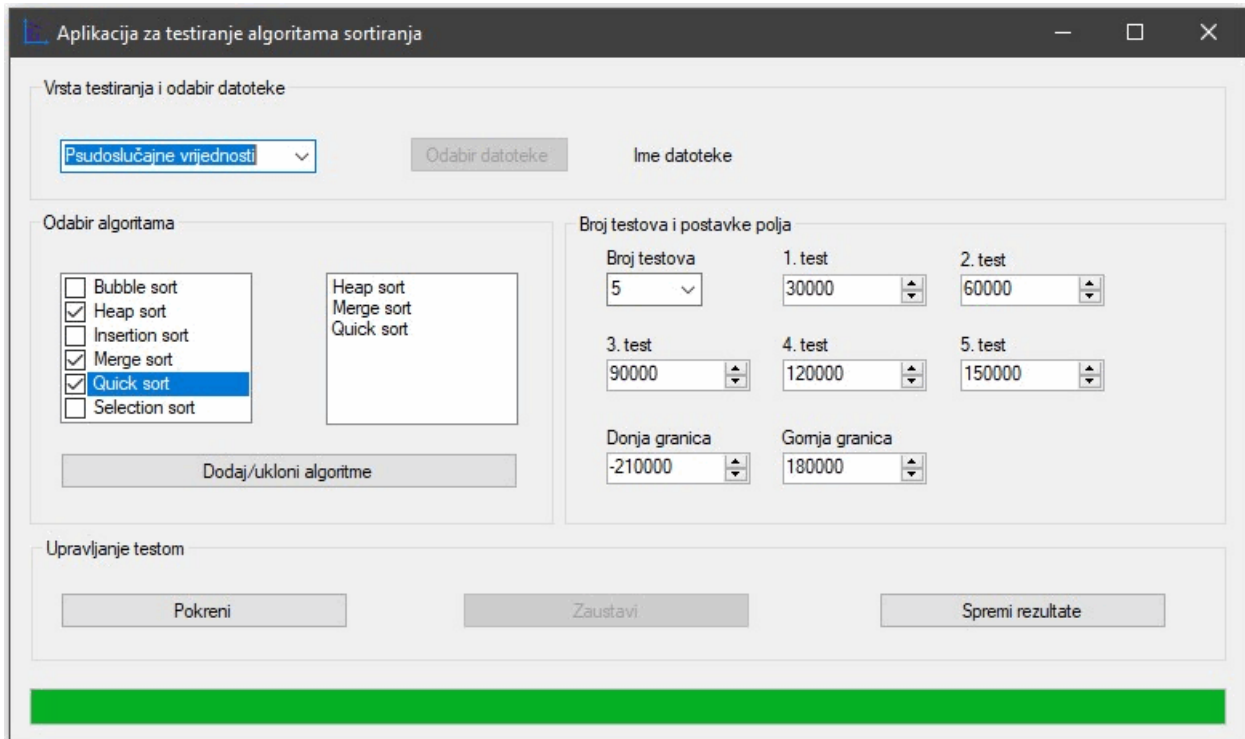 Aplikacija za testiranje algoritama sortiranja
Vrsta testiranja i odabir datoteke
Psudoslučajne vrijednosti
Odabir datoteke
Ime datoteke
Odabir algoritama
Bubble sort
Heap sort
Insertion sort
Merge sort
Quick sort
Selection sort
Heap sort
Merge sort
Quick sort
Dodaj/ukloni algoritme
Broj testova i postavke polja
Broj testova
5
1. test
30000
2. test
60000
3. test
90000
4. test
120000
5. test
150000
Donja granica
-210000
Gornja granica
180000
Upravljanje testom
Pokreni
Zaustavi
Spremi rezultate